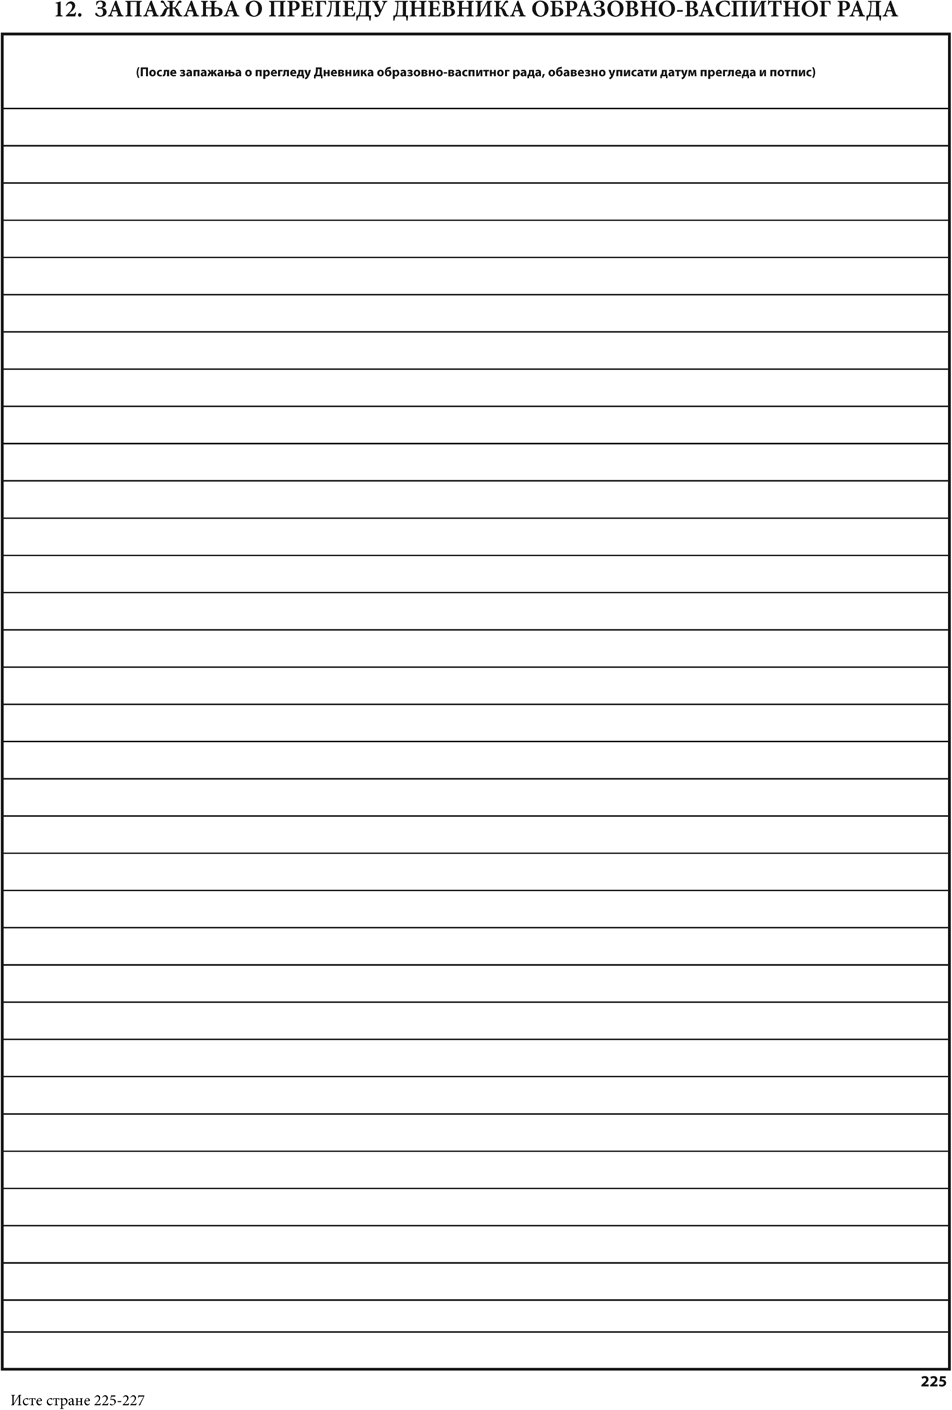 12. ЗАПАЖАЊА О ПРЕГЛЕДУ ДНЕВНИКА ОБРАЗОВНО-ВАСПИТНОГ РАДА
(После запажања о прегледу Дневника образовно-васпитног рада, обавезно уписати датум прегледа и потпис)
225
Исте стране 225-227